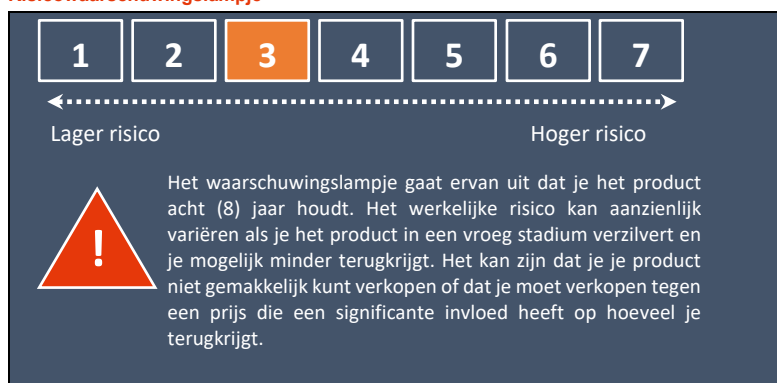 Risicowaarschuwingslampje
1 2 3 4 5 6 7
Lager risico Hoger risico
Het waarschuwingslampje gaat ervan uit dat je het product
acht (8) jaar houdt. Het werkelijke risico kan aanzienlijk
variëren als je het product in een vroeg stadium verzilvert en
je mogelijk minder terugkrijgt. Het kan zijn dat je je product
niet gemakkelijk kunt verkopen of dat je moet verkopen tegen
een prijs die een significante invloed heeft op hoeveel je
terugkrijgt.
!